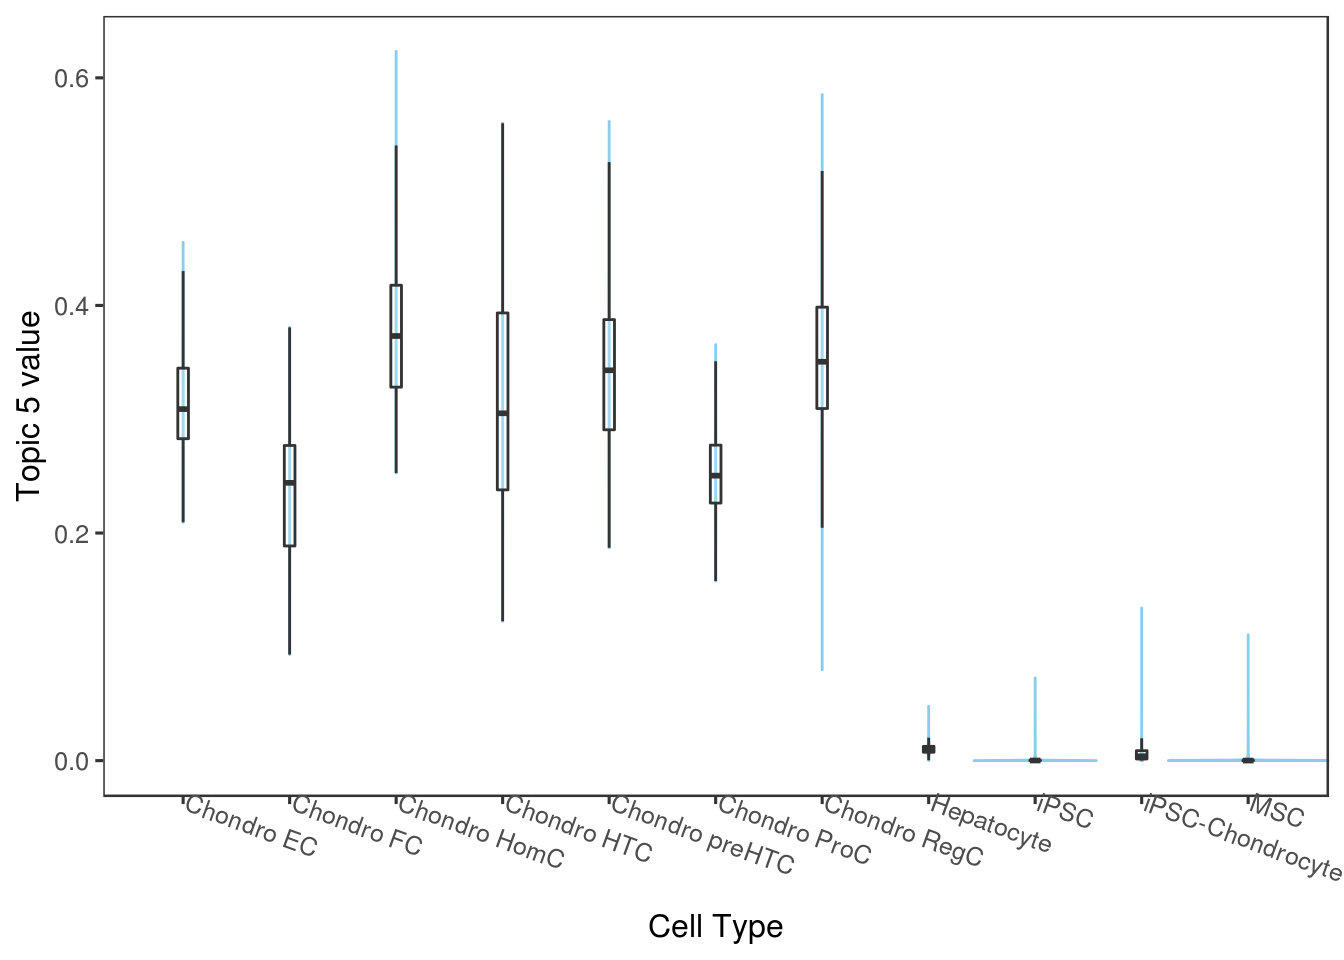 0.6
0.4
0.2
0.0
Topic 5 value
Chondro EC
Chondro FC
Chondro HomC
Chondro HTC
Chondro preHTC
Chondro ProC
Chondro RegC
Hepatocyte
iPSC
iPSC-Chondrocyte
MSC
Cell Type